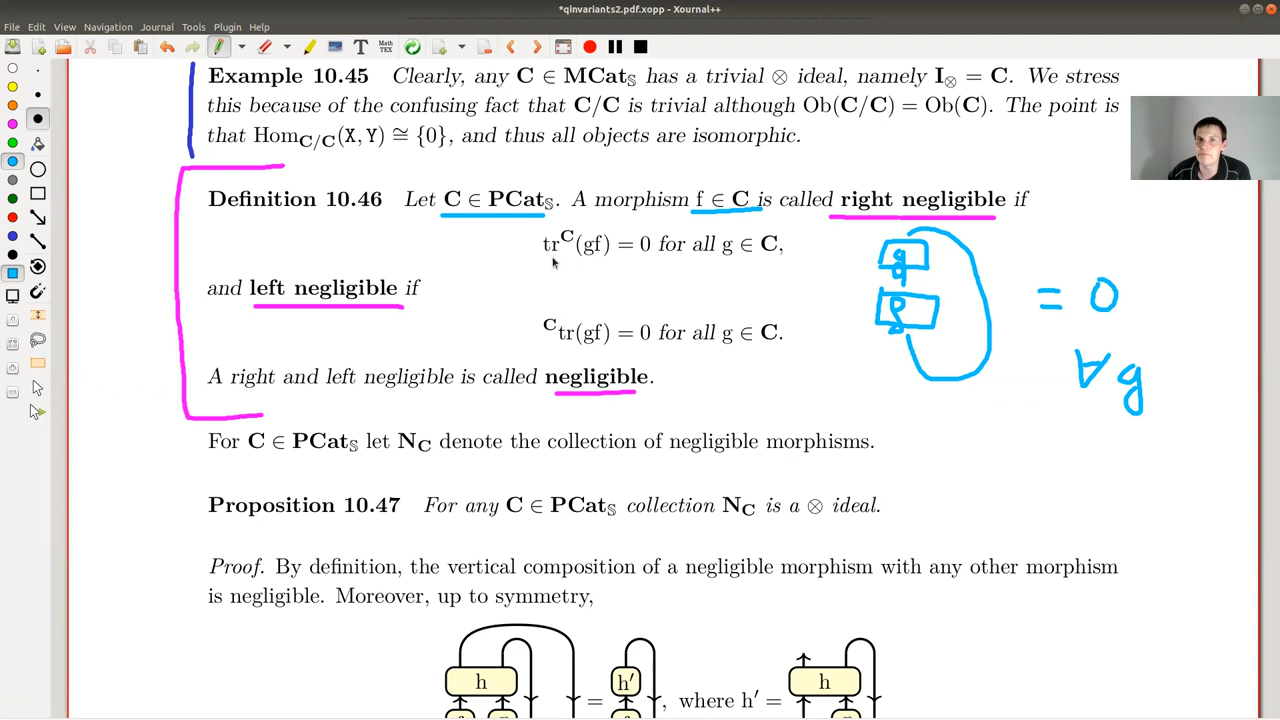 *qinvariants2.pdf.xopp - Xournal++
File Edit View Navigation Journal Tools Plugin Help
Example 10.45 Clearly, any C ∈ MCat𝕊 has a trivial ⊗ ideal, namely I⊗ = C. We stress
this because of the confusing fact that C/C is trivial although Ob(C/C) = Ob(C). The point is
that HomC/C(X, Y) ≅ {0}, and thus all objects are isomorphic.
Definition 10.46 Let C ∈ PCat𝕊. A morphism f ∈ C is called right negligible if
trC(gf) = 0 for all g ∈ C,
and left negligible if
Ctr(gf) = 0 for all g ∈ C.
A right and left negligible is called negligible.
g
= 0
∀ g
For C ∈ PCat𝕊 let NC denote the collection of negligible morphisms.
Proposition 10.47 For any C ∈ PCat𝕊 collection NC is a ⊗ ideal.
Proof. By definition, the vertical composition of a negligible morphism with any other morphism
is negligible. Moreover, up to symmetry,
h = h′ , where h′ = h